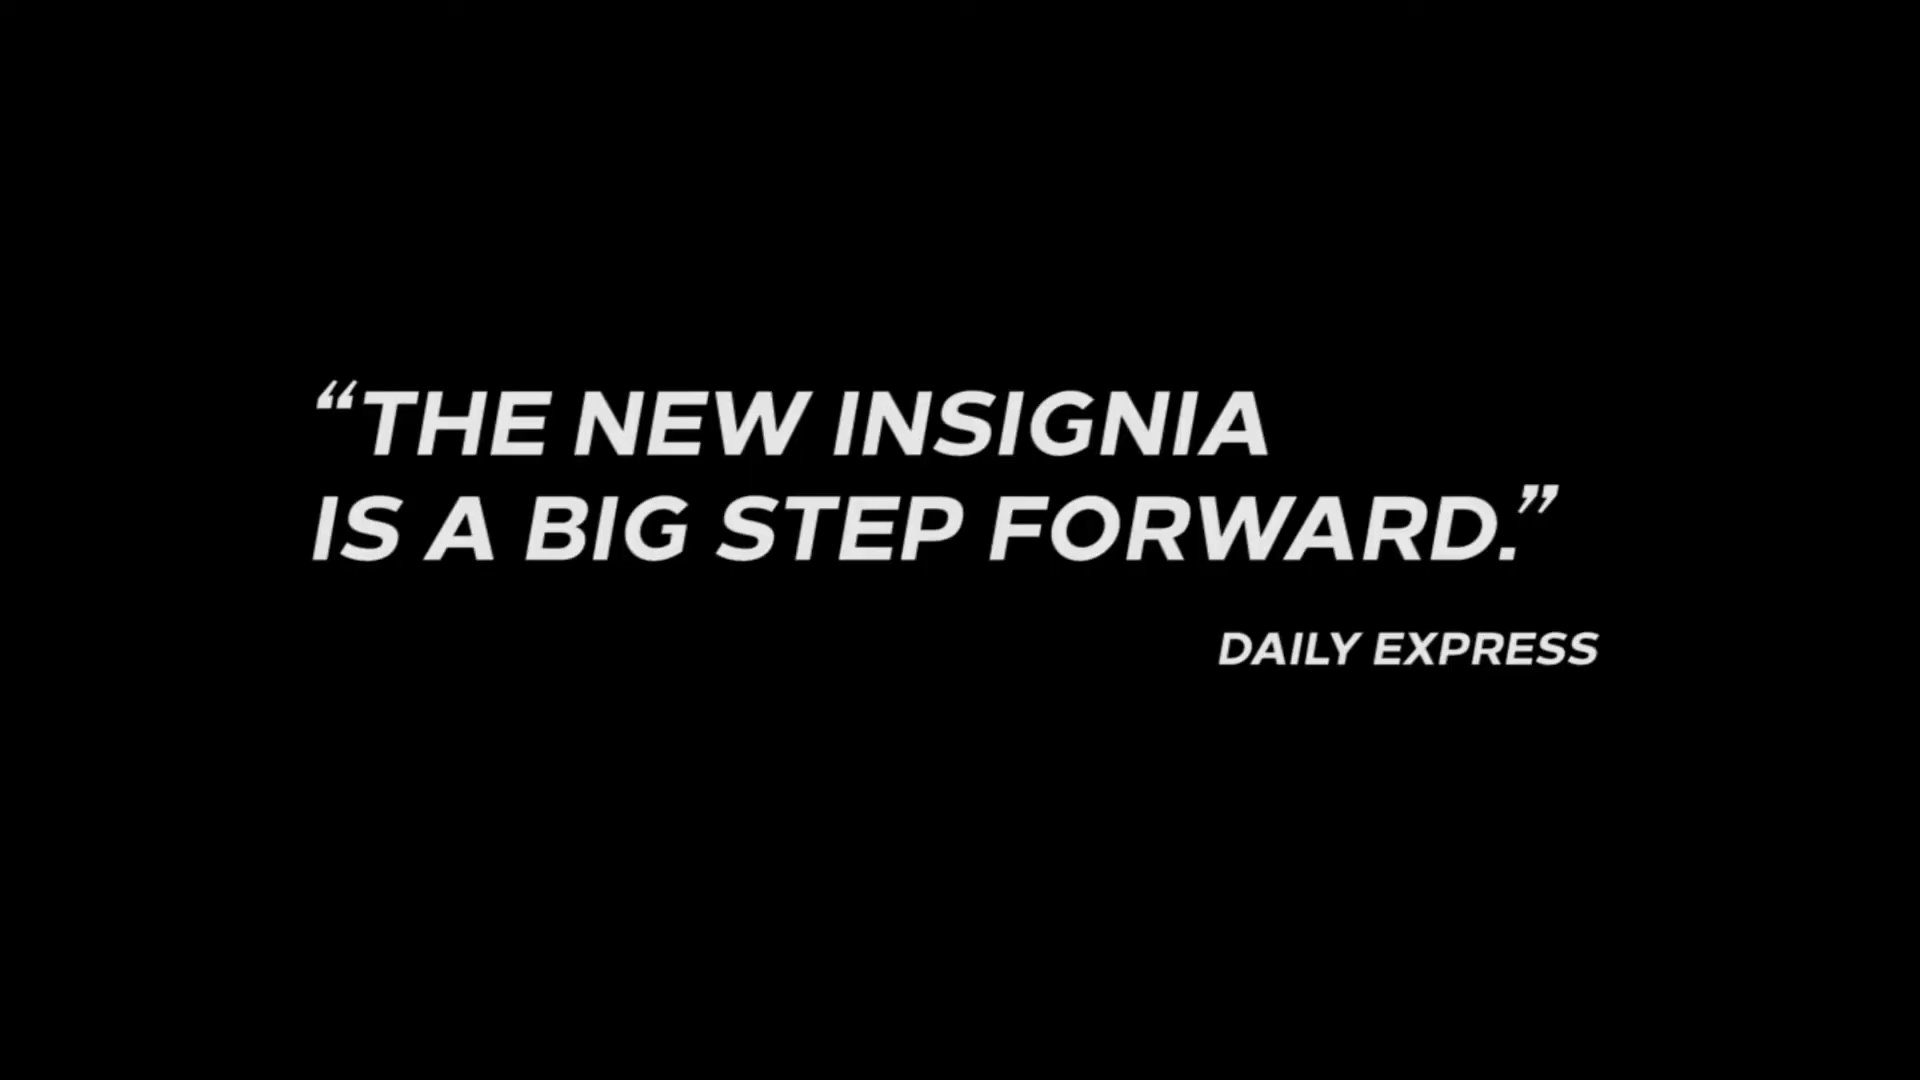 “THE NEW INSIGNIA
IS A BIG STEP FORWARD.”
DAILY EXPRESS